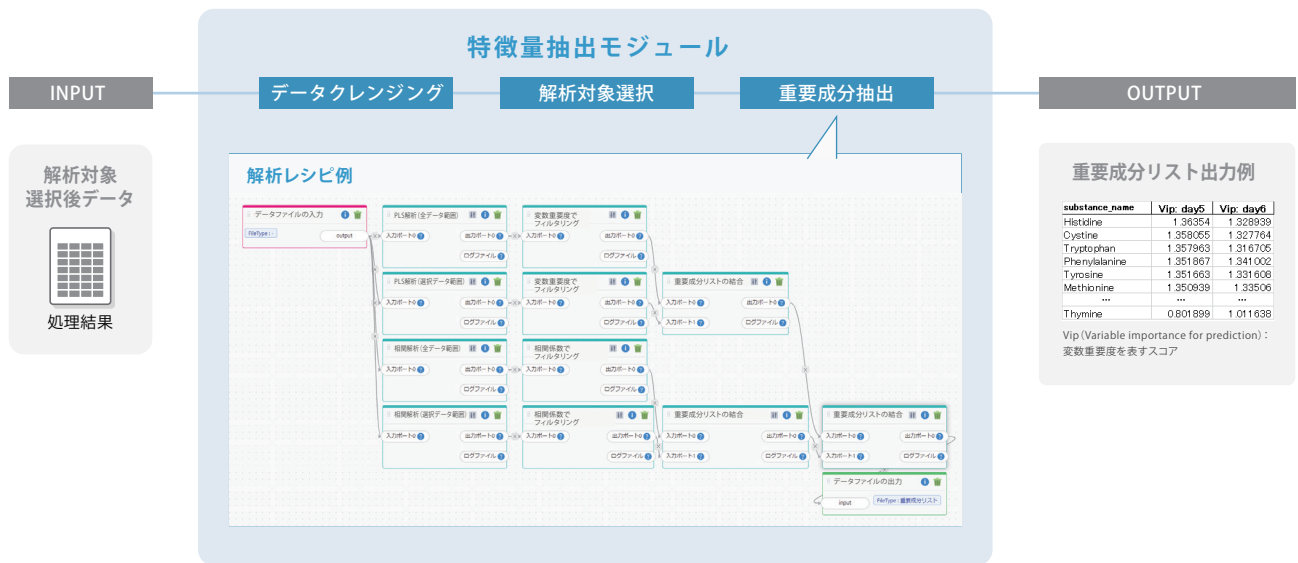 特徴量抽出モジュール
INPUT
データクレンジング
解析対象選択
重要成分抽出
OUTPUT
解析対象
選択後データ
処理結果
解析レシピ例
データファイルの入力
FileType : -
output
PLS解析(全データ範囲)
入力ポート0
出力ポート0
ログファイル
変数重要度で
フィルタリング
入力ポート0
出力ポート0
ログファイル
PLS解析(選択データ範囲)
入力ポート0
出力ポート0
ログファイル
変数重要度で
フィルタリング
入力ポート0
出力ポート0
ログファイル
重要成分リストの結合
入力ポート0
出力ポート0
入力ポート1
ログファイル
相関解析(全データ範囲)
入力ポート0
出力ポート0
ログファイル
相関係数で
フィルタリング
入力ポート0
出力ポート0
ログファイル
相関解析(選択データ範囲)
入力ポート0
出力ポート0
ログファイル
相関係数で
フィルタリング
入力ポート0
出力ポート0
ログファイル
重要成分リストの結合
入力ポート0
出力ポート0
入力ポート1
ログファイル
重要成分リストの結合
入力ポート0
出力ポート0
入力ポート1
ログファイル
データファイルの出力
input
FileType : 重要成分リスト
重要成分リスト出力例
substance_name Vip: day5 Vip: day6
Histidine 1.36354 1.328939
Cystine 1.358055 1.327764
Tryptophan 1.357963 1.316705
Phenylalanine 1.351867 1.341002
Tyrosine 1.351663 1.331608
Methionine 1.350939 1.33506
… … …
Thymine 0.801899 1.011638
Vip(Variable importance for prediction):
変数重要度を表すスコア